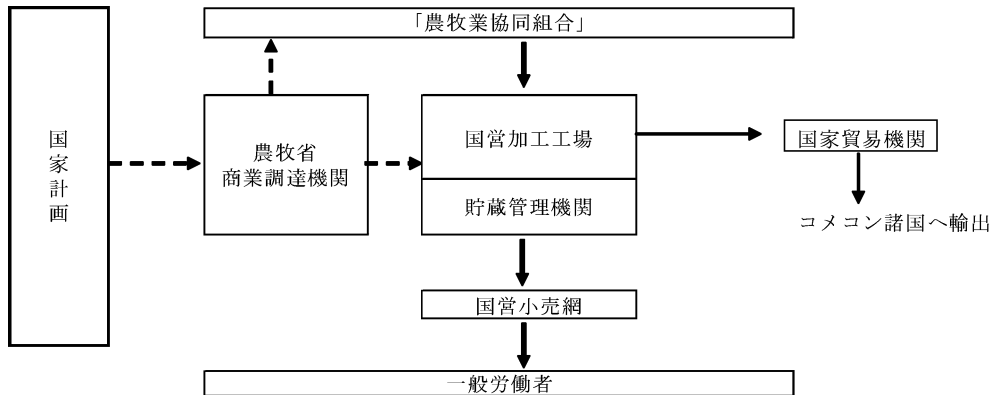 「農牧業協同組合」
国家計画
農牧省
商業調達機関
国営加工工場
貯蔵管理機関
国家貿易機関
コメコン諸国へ輸出
国営小売網
一般労働者